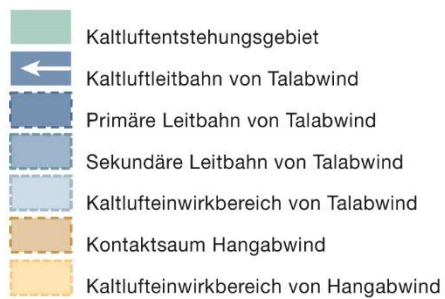 Kaltluftentstehungsgebiet
Kaltluftleitbahn von Talabwind
Primäre Leitbahn von Talabwind
Sekundäre Leitbahn von Talabwind
Kaltlufteinwirkbereich von Talabwind
Kontaktsaum Hangabwind
Kaltlufteinwirkbereich von Hangabwind